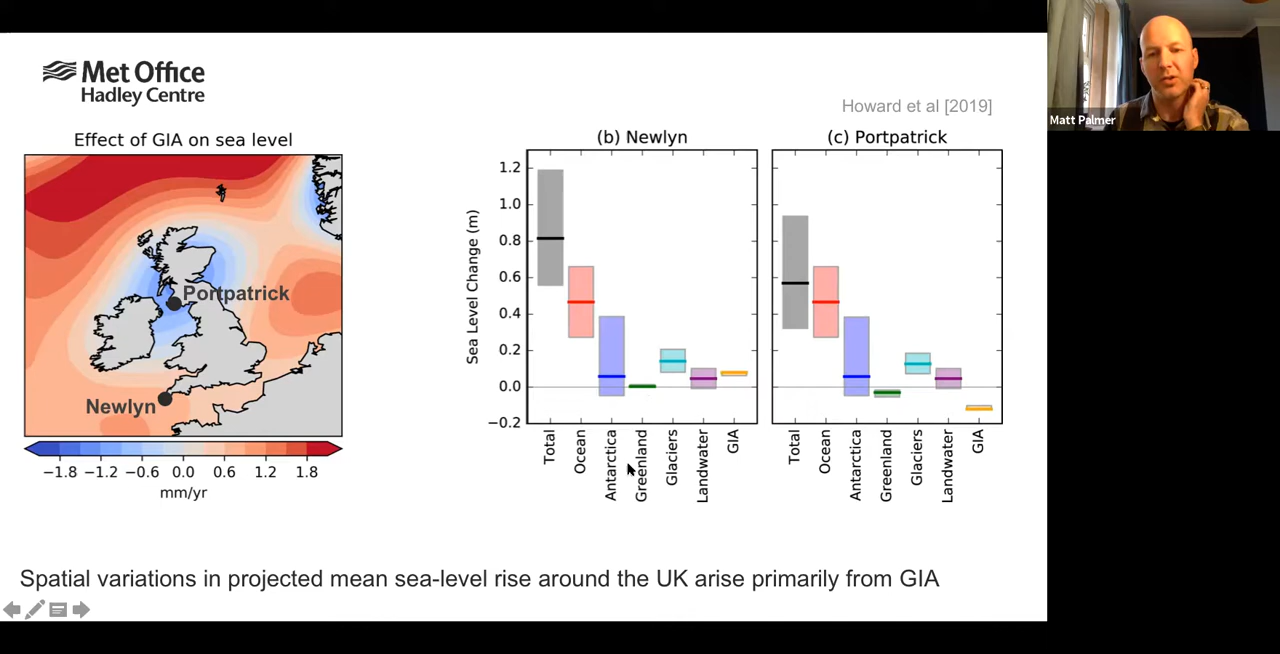 Met Office
Hadley Centre
Howard et al [2019]
Matt Palmer
Effect of GIA on sea level
Portpatrick
Newlyn
−1.8 −1.2 −0.6 0.0 0.6 1.2 1.8
mm/yr
(b) Newlyn
Sea Level Change (m)
1.2
1.0
0.8
0.6
0.4
0.2
0.0
−0.2
Total
Ocean
Antarctica
Greenland
Glaciers
Landwater
GIA
(c) Portpatrick
Total
Ocean
Antarctica
Greenland
Glaciers
Landwater
GIA
Spatial variations in projected mean sea-level rise around the UK arise primarily from GIA